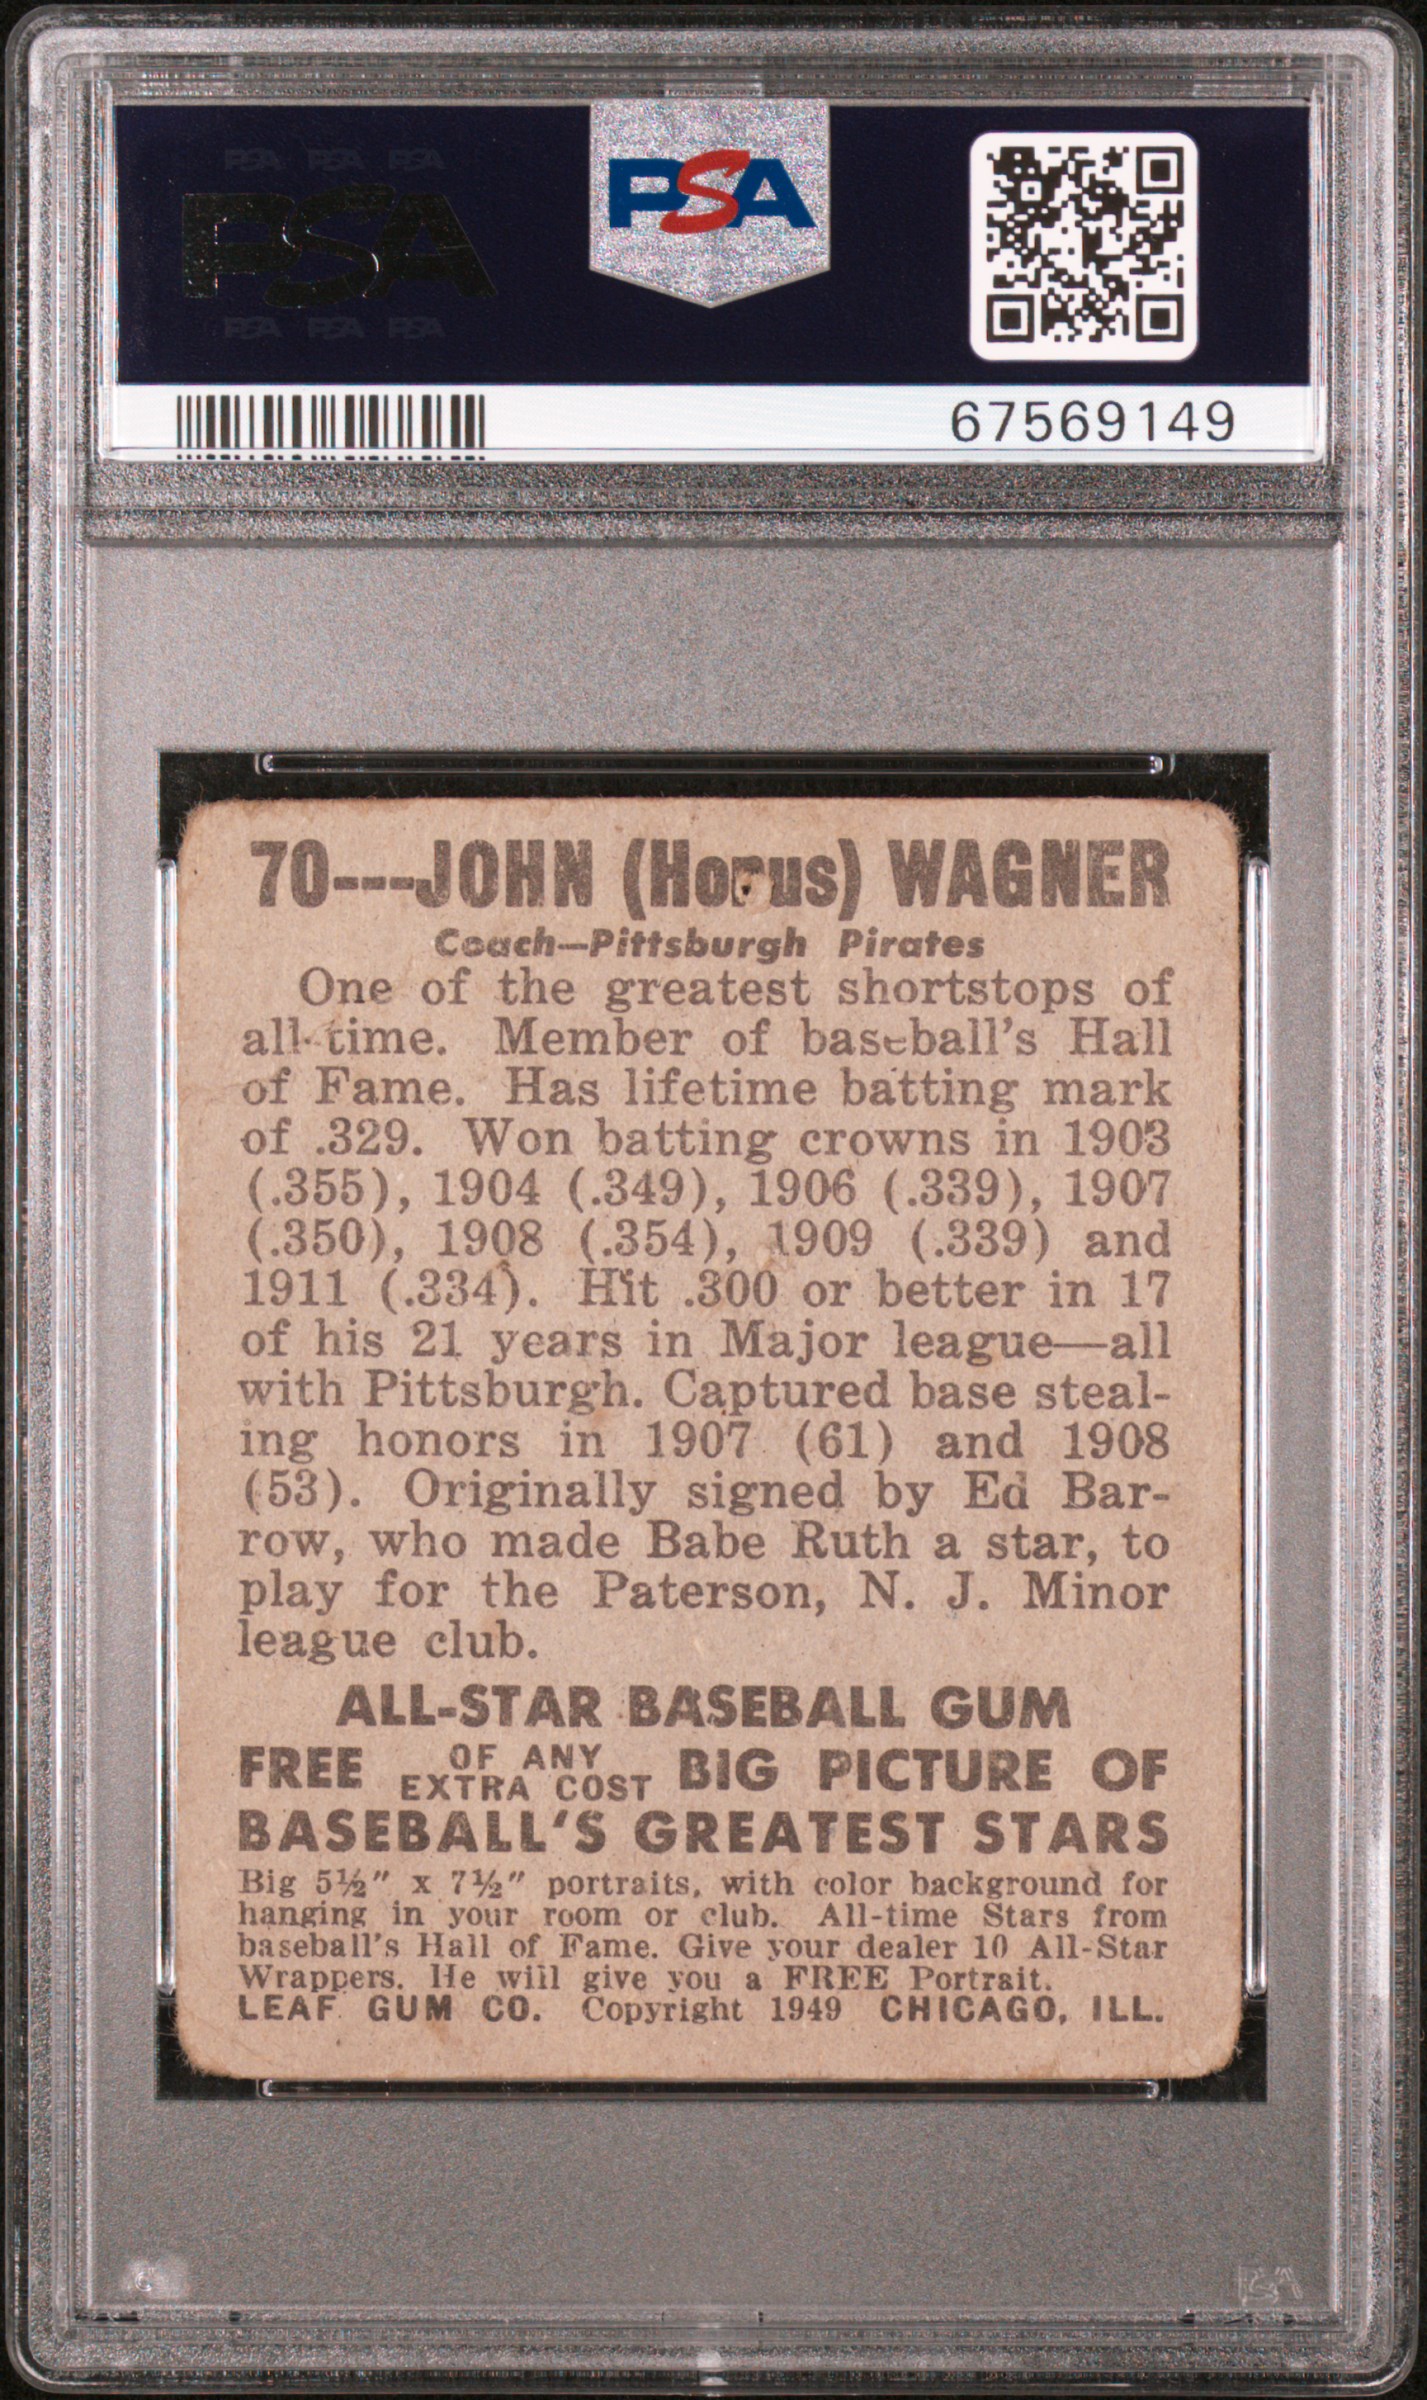 PSA PSA PSA
PSA
PSA PSA PSA
PSA
67569149
70---JOHN (Honus) WAGNER
Coach—Pittsburgh Pirates
One of the greatest shortstops of
all-time. Member of baseball's Hall
of Fame. Has lifetime batting mark
of .329. Won batting crowns in 1903
(.355), 1904 (.349), 1906 (.339), 1907
(.350), 1908 (.354), 1909 (.339) and
1911 (.334). Hit .300 or better in 17
of his 21 years in Major league—all
with Pittsburgh. Captured base steal-
ing honors in 1907 (61) and 1908
(53). Originally signed by Ed Bar-
row, who made Babe Ruth a star, to
play for the Paterson, N. J. Minor
league club.
ALL-STAR BASEBALL GUM
FREE OF ANY EXTRA COST BIG PICTURE OF
BASEBALL'S GREATEST STARS
Big 5½" x 7½" portraits, with color background for
hanging in your room or club. All-time Stars from
baseball's Hall of Fame. Give your dealer 10 All-Star
Wrappers. He will give you a FREE Portrait.
LEAF GUM CO. Copyright 1949 CHICAGO, ILL.
PSA